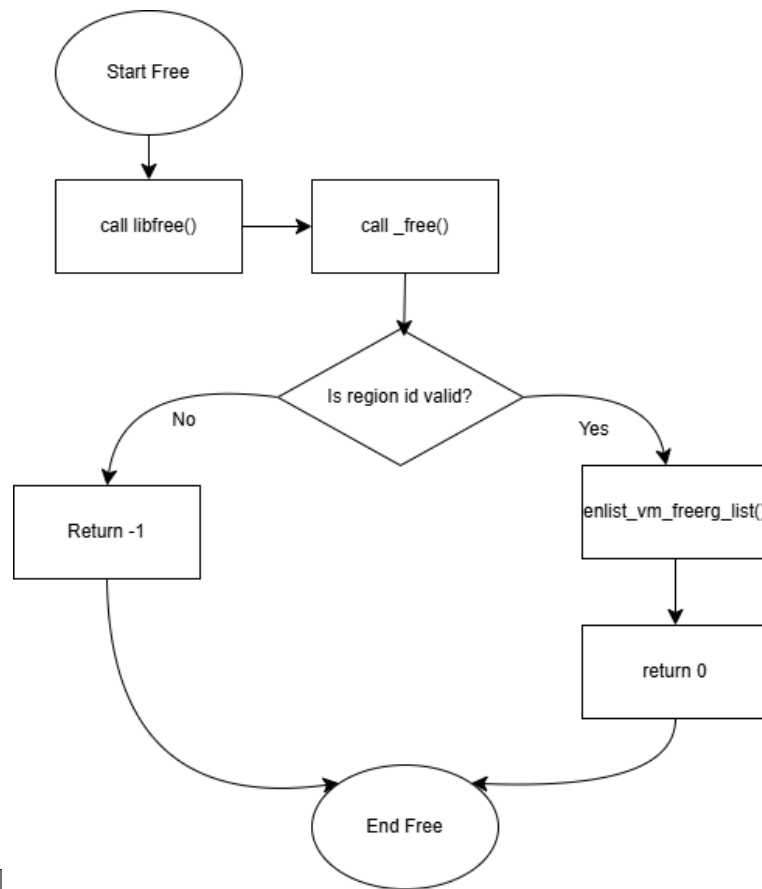 Start Free
call libfree()
call _free()
Is region id valid?
No
Yes
Return -1
enlist_vm_freerg_list()
return 0
End Free